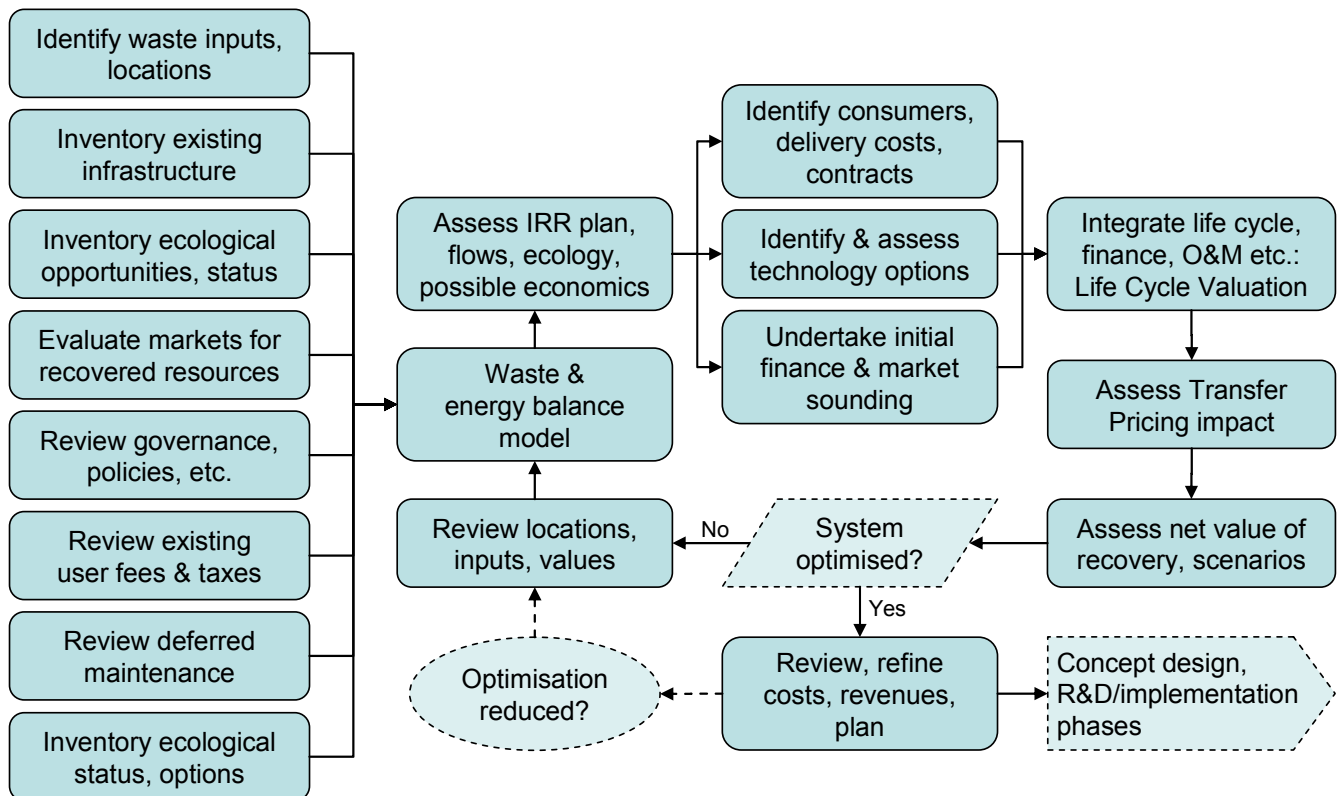 Identify waste inputs,
locations
Inventory existing
infrastructure
Inventory ecological
opportunities, status
Evaluate markets for
recovered resources
Review governance,
policies, etc.
Review existing
user fees & taxes
Review deferred
maintenance
Inventory ecological
status, options
Assess IRR plan,
flows, ecology,
possible economics
Waste &
energy balance
model
Review locations,
inputs, values
Optimisation
reduced?
Identify consumers,
delivery costs,
contracts
Identify & assess
technology options
Undertake initial
finance & market
sounding
No
System
optimised?
Yes
Review, refine
costs, revenues,
plan
Integrate life cycle,
finance, O&M etc.:
Life Cycle Valuation
Assess Transfer
Pricing impact
Assess net value of
recovery, scenarios
Concept design,
R&D/implementation
phases